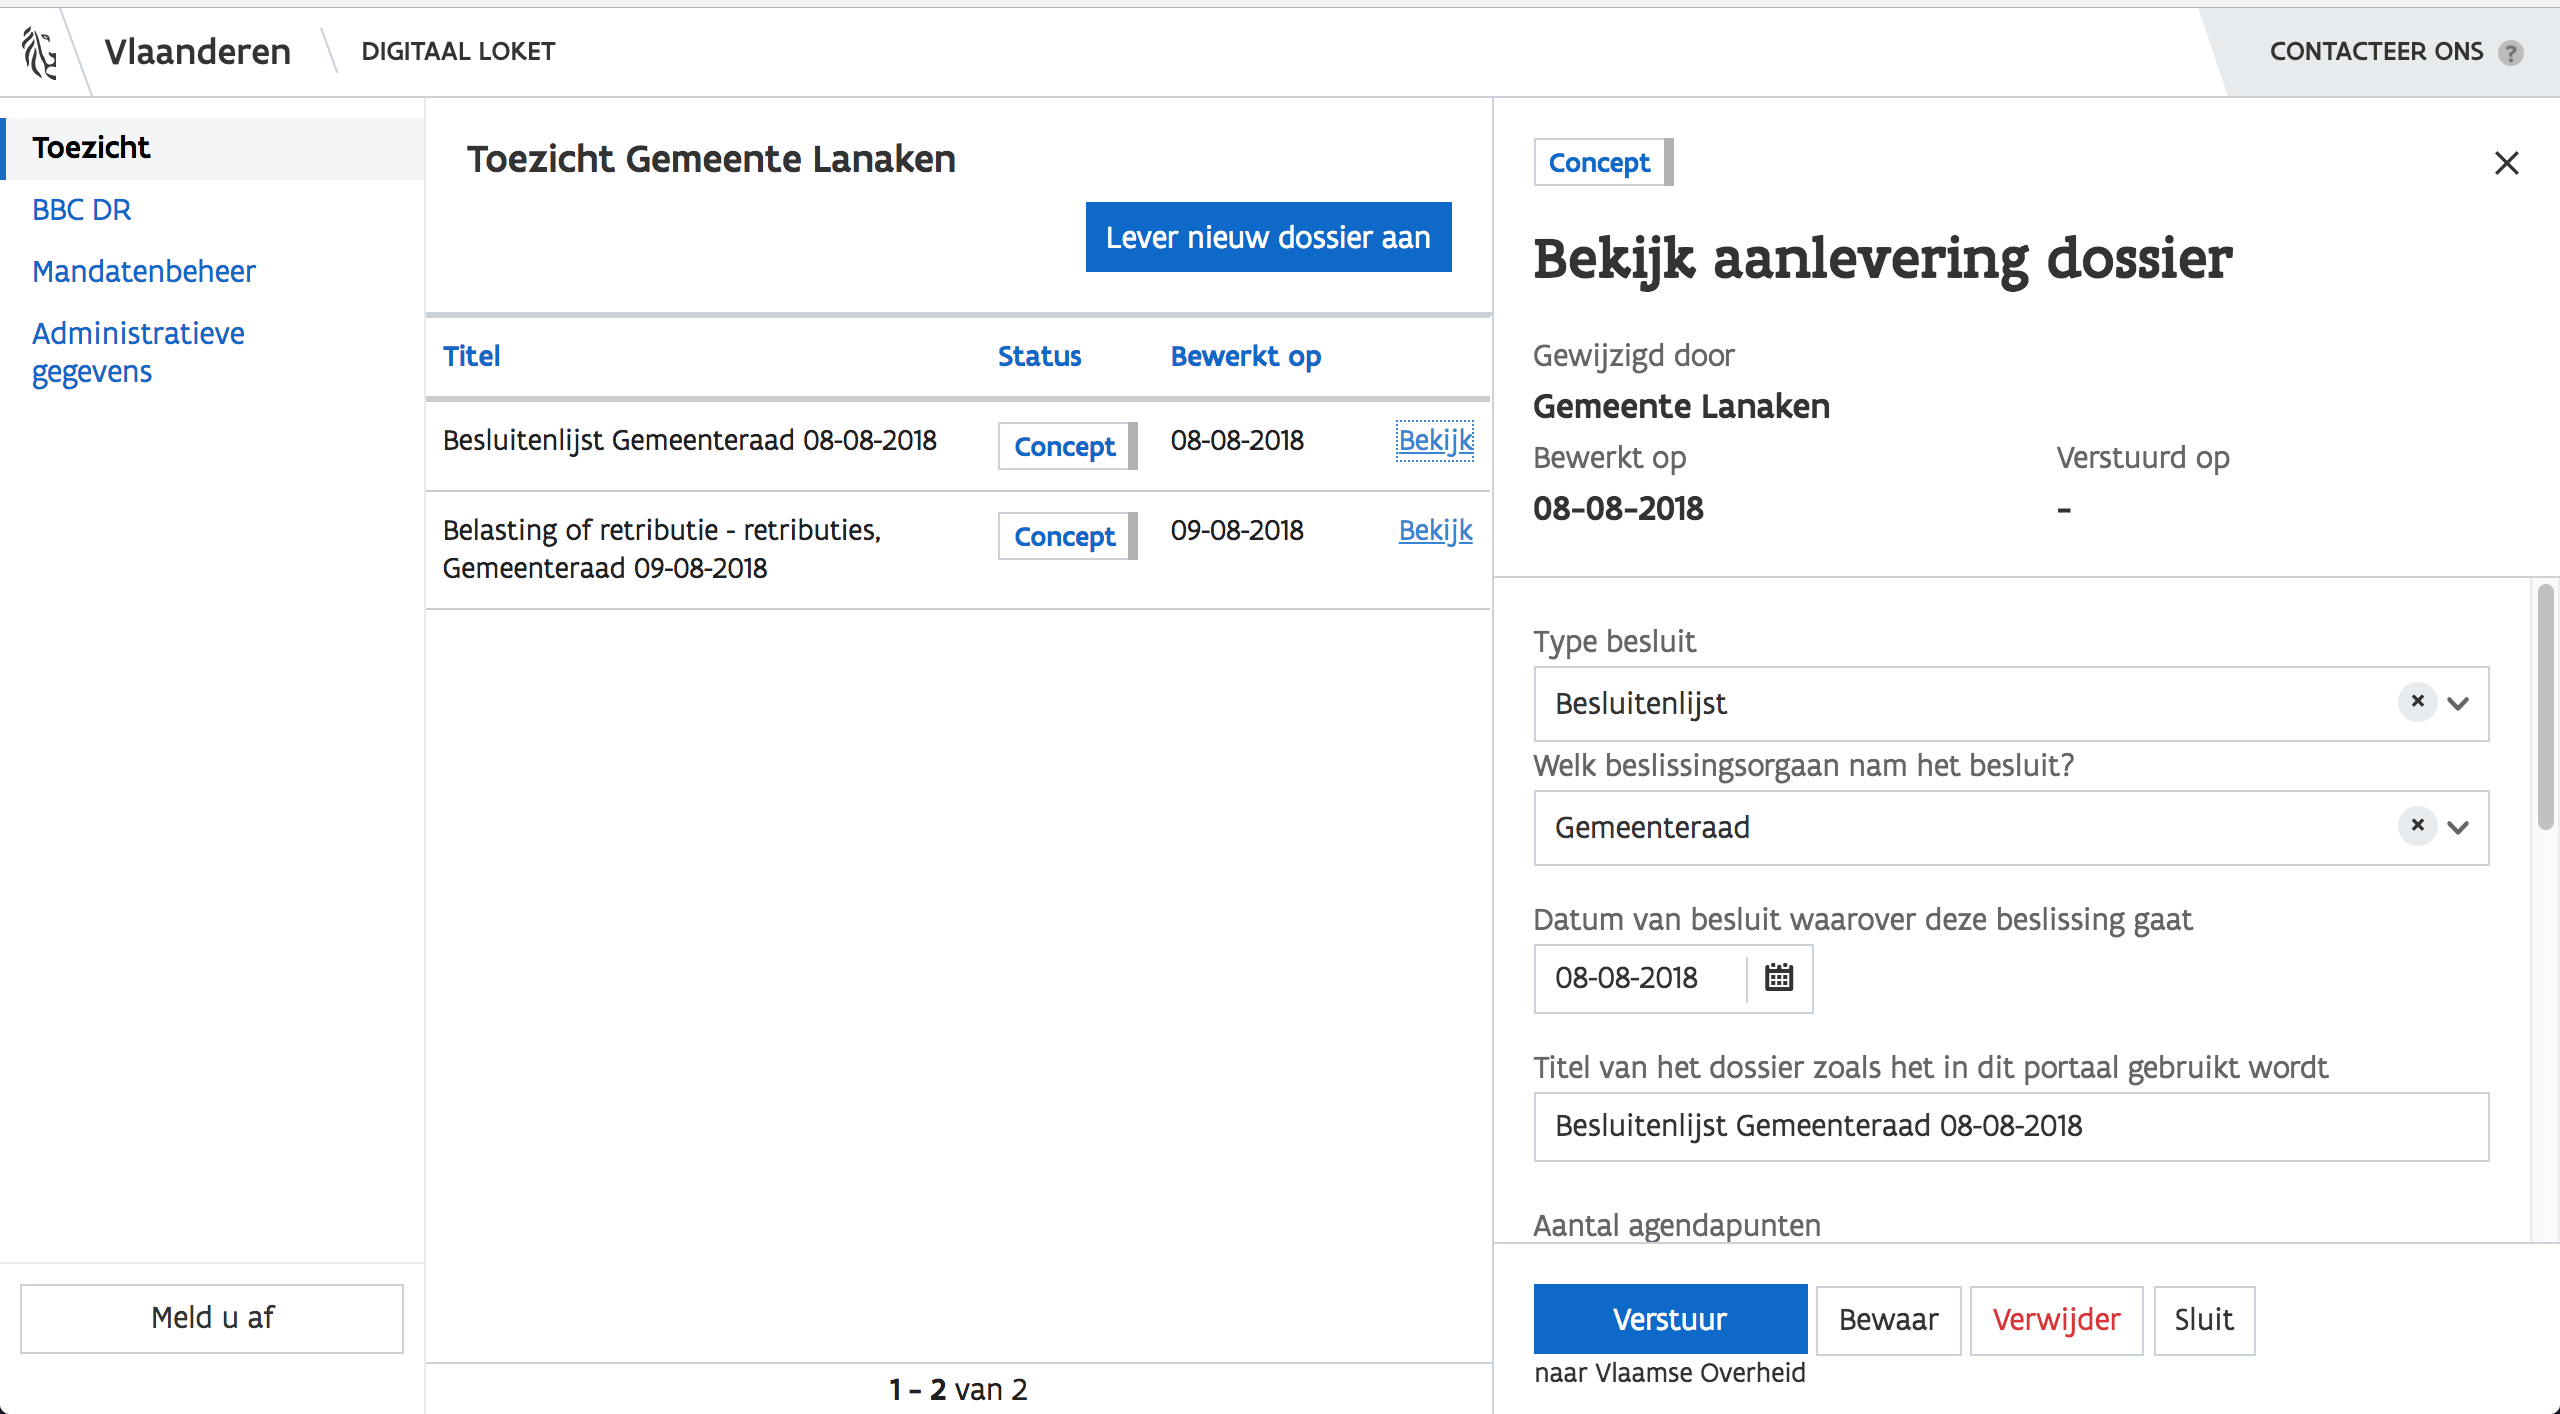 Vlaanderen
DIGITAAL LOKET
CONTACTEER ONS ?
Toezicht
BBC DR
Mandatenbeheer
Administratieve
gegevens
Meld u af
Toezicht Gemeente Lanaken
Lever nieuw dossier aan
Titel Status Bewerkt op
Besluitenlijst Gemeenteraad 08-08-2018 Concept 08-08-2018 Bekijk
Belasting of retributie - retributies, Concept 09-08-2018 Bekijk
Gemeenteraad 09-08-2018
1 - 2 van 2
Concept
Bekijk aanlevering dossier
Gewijzigd door
Gemeente Lanaken
Bewerkt op Verstuurd op
08-08-2018 -
Type besluit
Besluitenlijst
Welk beslissingsorgaan nam het besluit?
Gemeenteraad
Datum van besluit waarover deze beslissing gaat
08-08-2018
Titel van het dossier zoals het in dit portaal gebruikt wordt
Besluitenlijst Gemeenteraad 08-08-2018
Aantal agendapunten
Verstuur Bewaar Verwijder Sluit
naar Vlaamse Overheid